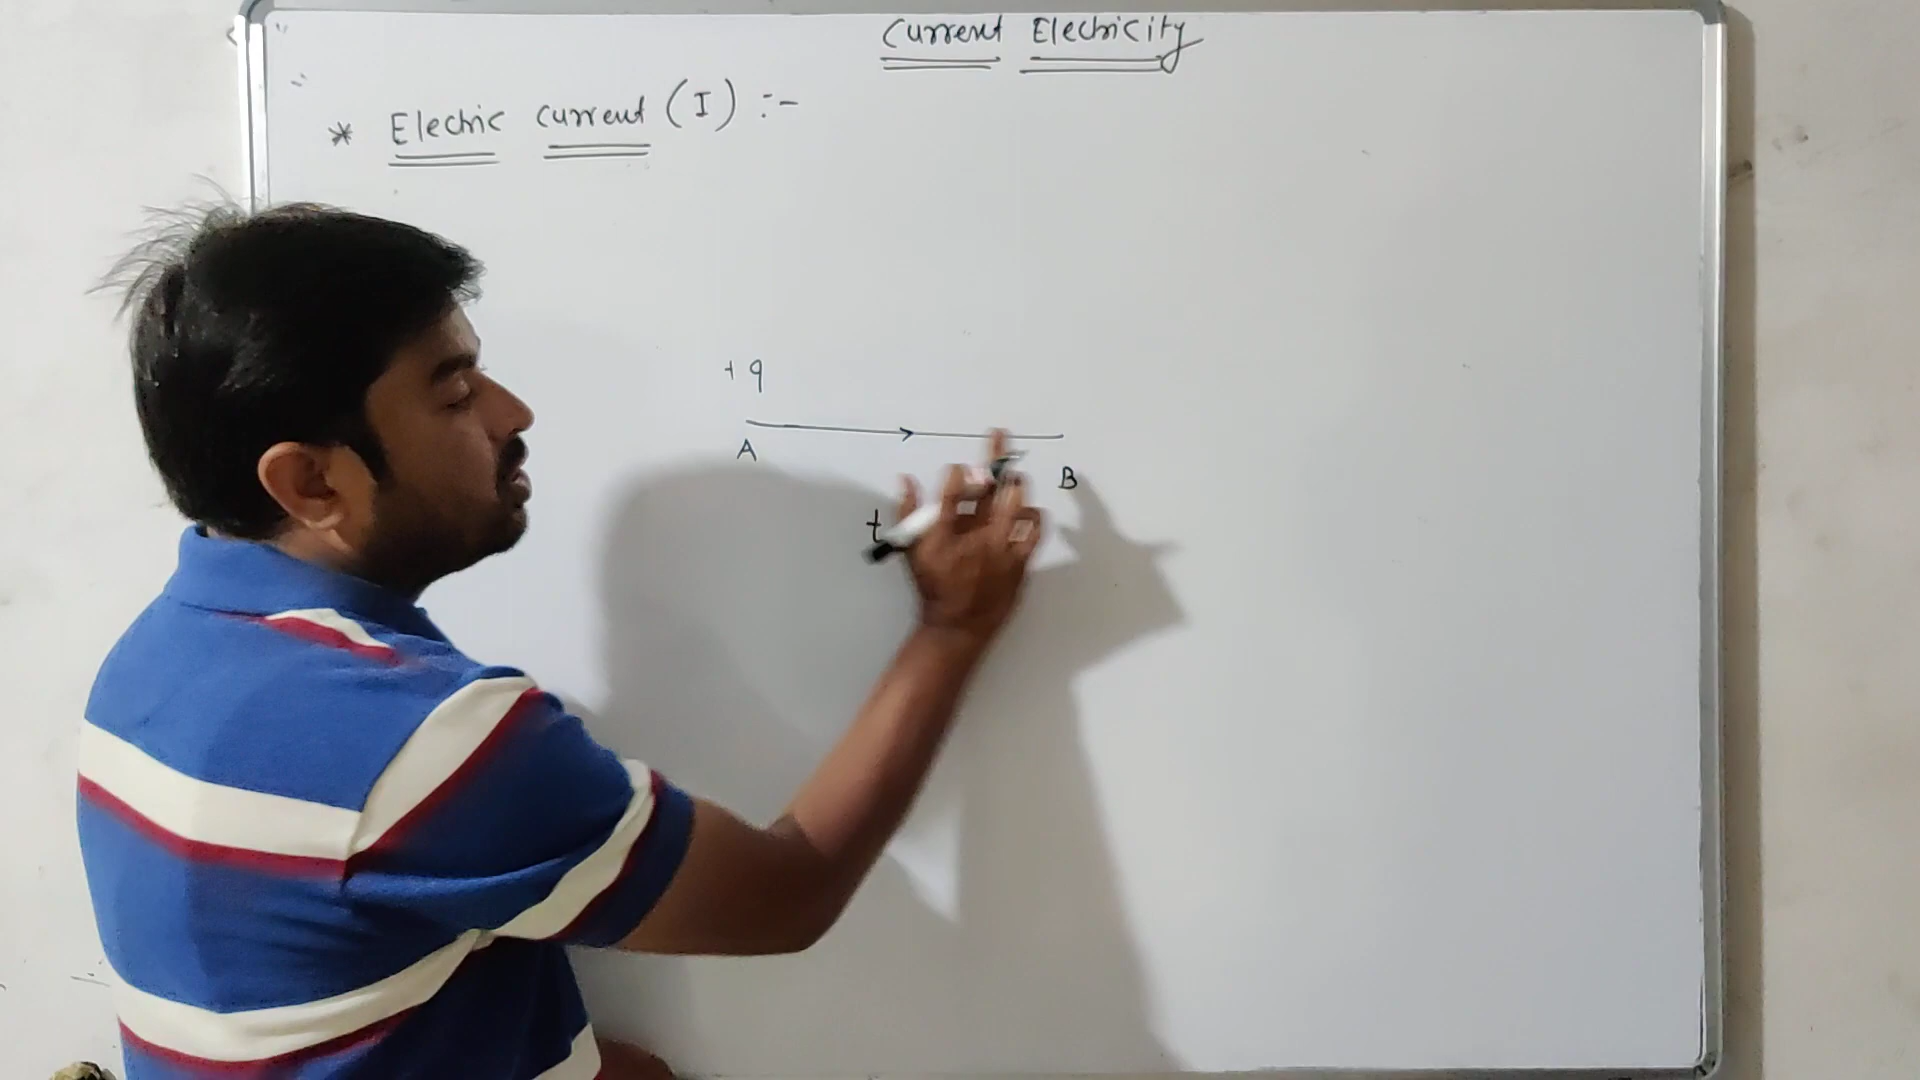 Current Electricity
* Electric current (I) :-
+ q
A
B
t